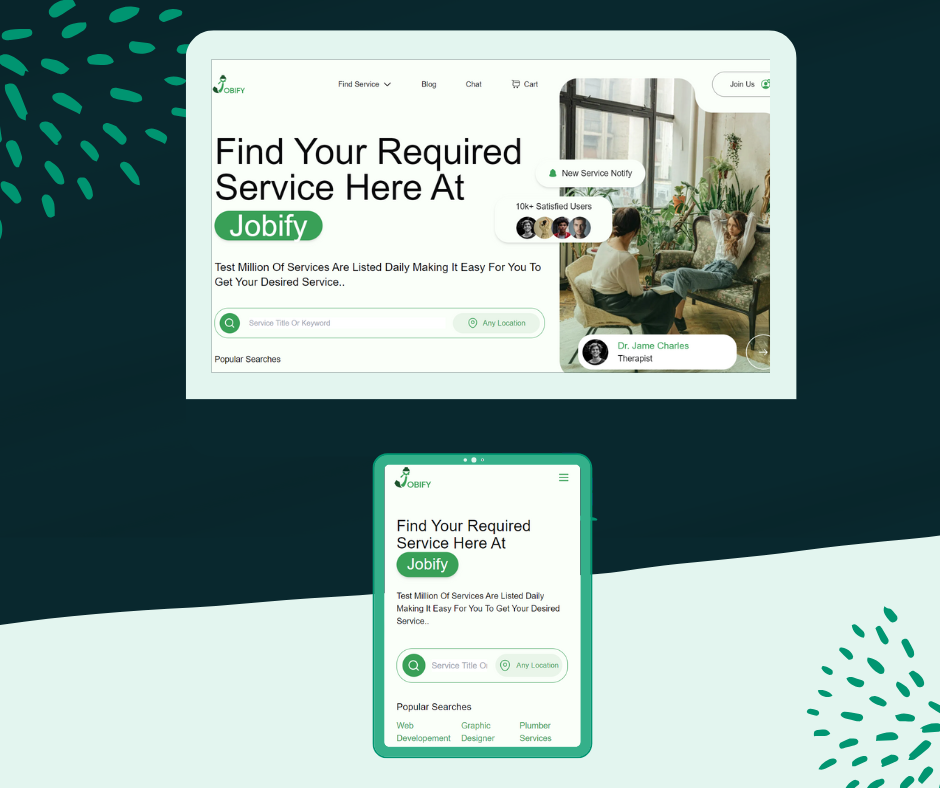 JOBIFY
Find Service
Blog
Chat
Cart
Join Us
Find Your Required
Service Here At
Jobify
Test Million Of Services Are Listed Daily Making It Easy For You To
Get Your Desired Service..
Service Title Or Keyword
Any Location
Popular Searches
New Service Notify
10k+ Satisfied Users
Dr. Jame Charles
Therapist
JOBIFY
Find Your Required
Service Here At
Jobify
Test Million Of Services Are Listed Daily
Making It Easy For You To Get Your Desired
Service..
Service Title Or
Any Location
Popular Searches
Web
Developement
Graphic
Designer
Plumber
Services